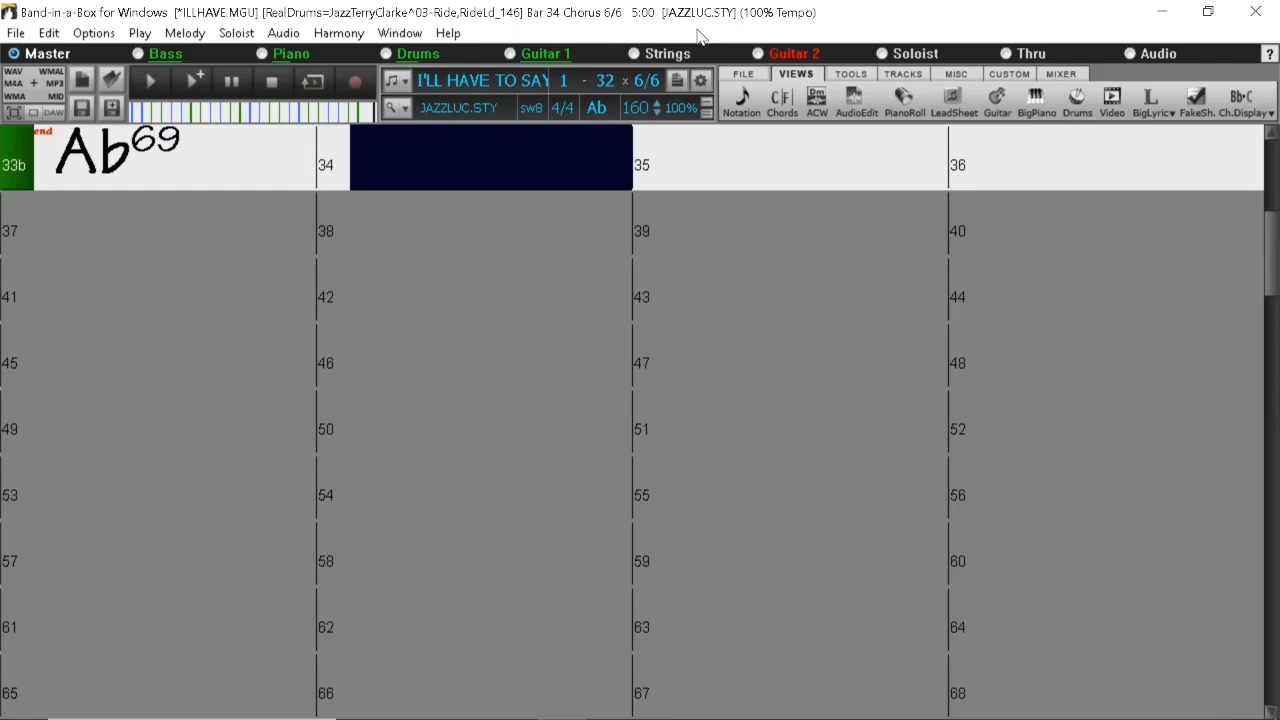 Band-in-a-Box for Windows [*ILLHAVE.MGU] [RealDrums=JazzTerryClarke^03-Ride,RideLd_146] Bar 34 Chorus 6/6 5:00 [JAZZLUC.STY] (100% Tempo)
File Edit Options Play Melody Soloist Audio Harmony Window Help
Master Bass Piano Drums Guitar 1 Strings Guitar 2 Soloist Thru Audio ?
WAV WMAL
M4A + MP3
WMA MID
DAW
I'LL HAVE TO SAY 1 - 32 x 6/6
JAZZLUC.STY sw8 4/4 Ab 160 100%
FILE VIEWS TOOLS TRACKS MISC CUSTOM MIXER
C|F Dm L Bb›C
Notation Chords ACW AudioEdit PianoRoll LeadSheet Guitar BigPiano Drums Video BigLyric▾ FakeSh. Ch.Display▾
end
33b Ab69 34 35 36
37 38 39 40
41 42 43 44
45 46 47 48
49 50 51 52
53 54 55 56
57 58 59 60
61 62 63 64
65 66 67 68